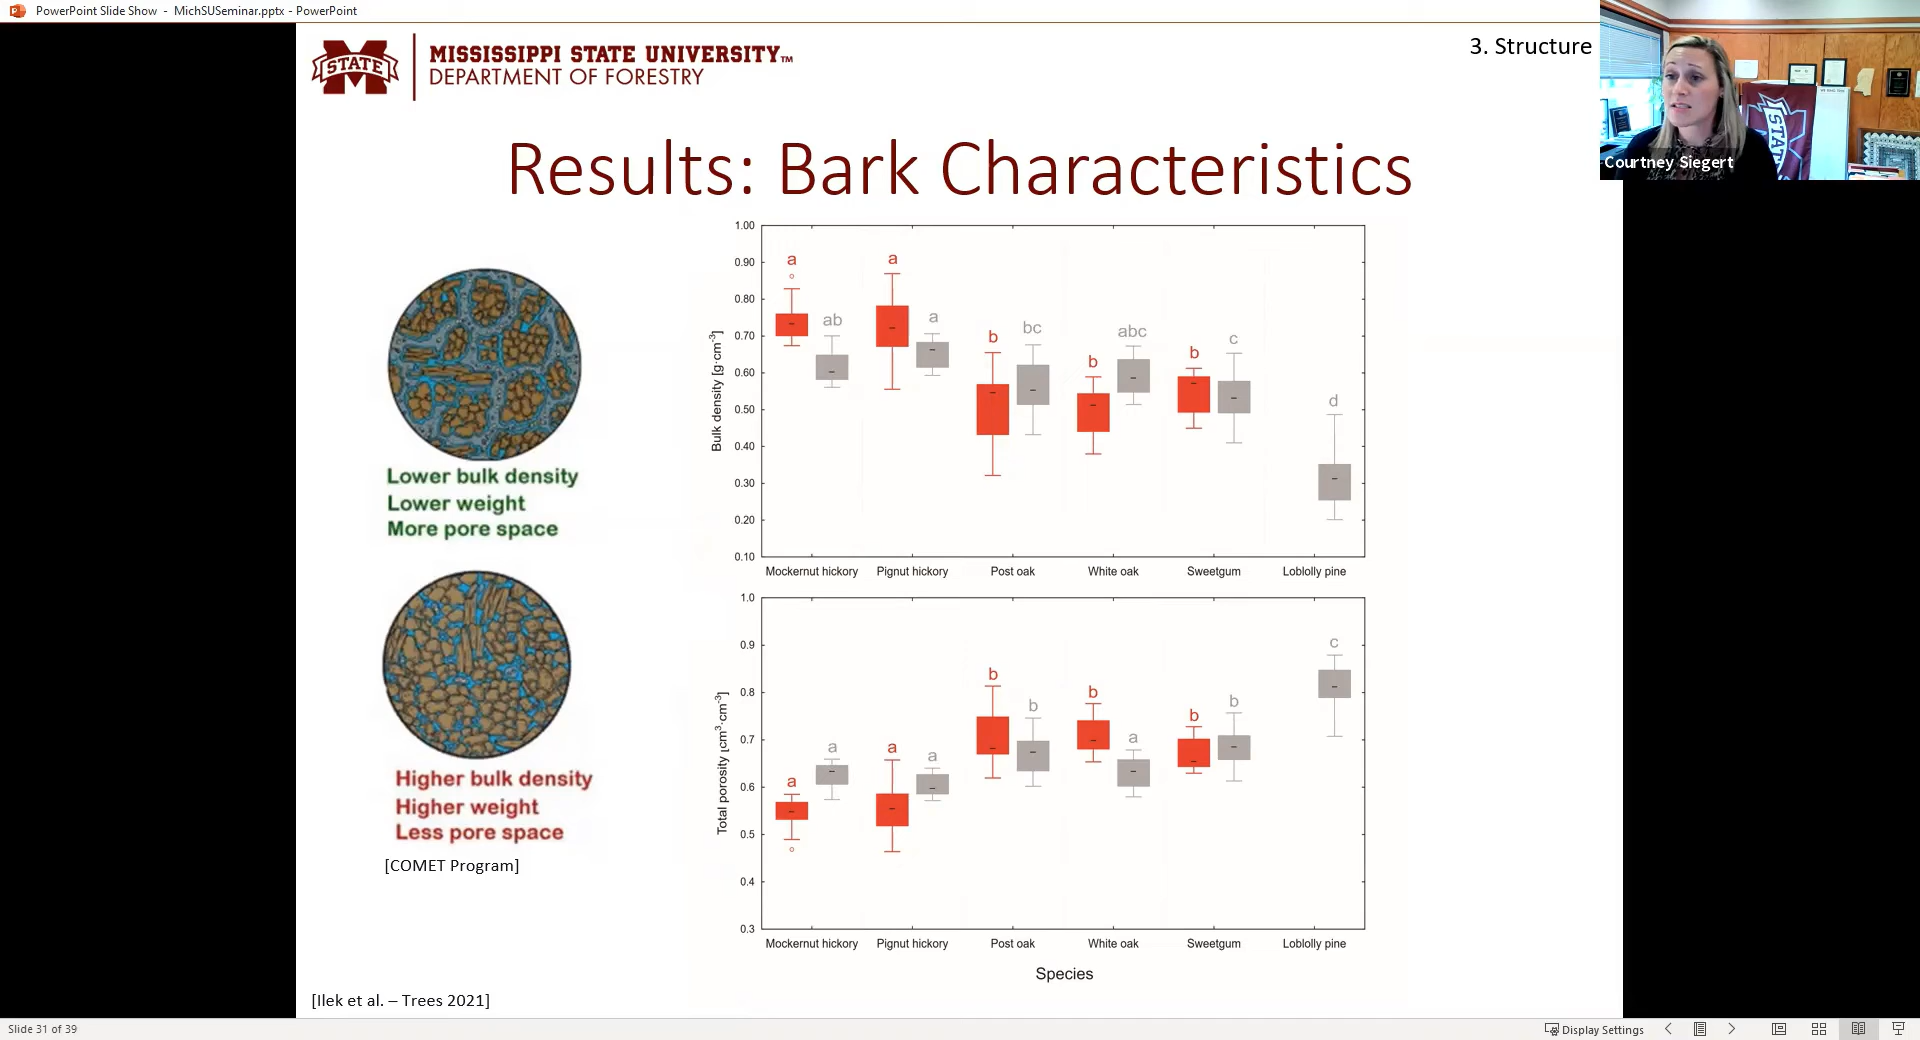 PowerPoint Slide Show - MichSUSeminar.pptx - PowerPoint
STATE
MISSISSIPPI STATE UNIVERSITY™
DEPARTMENT OF FORESTRY
3. Structure
STATE
Courtney Siegert
Results: Bark Characteristics
Lower bulk density
Lower weight
More pore space
Higher bulk density
Higher weight
Less pore space
[COMET Program]
Bulk density [g·cm⁻³]
1.00
0.90
0.80
0.70
0.60
0.50
0.40
0.30
0.20
0.10
a
ab
a
a
b
bc
b
abc
b
c
d
Mockernut hickory Pignut hickory Post oak White oak Sweetgum Loblolly pine
Total porosity [cm³·cm⁻³]
1.0
0.9
0.8
0.7
0.6
0.5
0.4
0.3
a
a
a
a
b
b
b
a
b
b
c
Mockernut hickory Pignut hickory Post oak White oak Sweetgum Loblolly pine
Species
[Ilek et al. – Trees 2021]
Slide 31 of 39
Display Settings